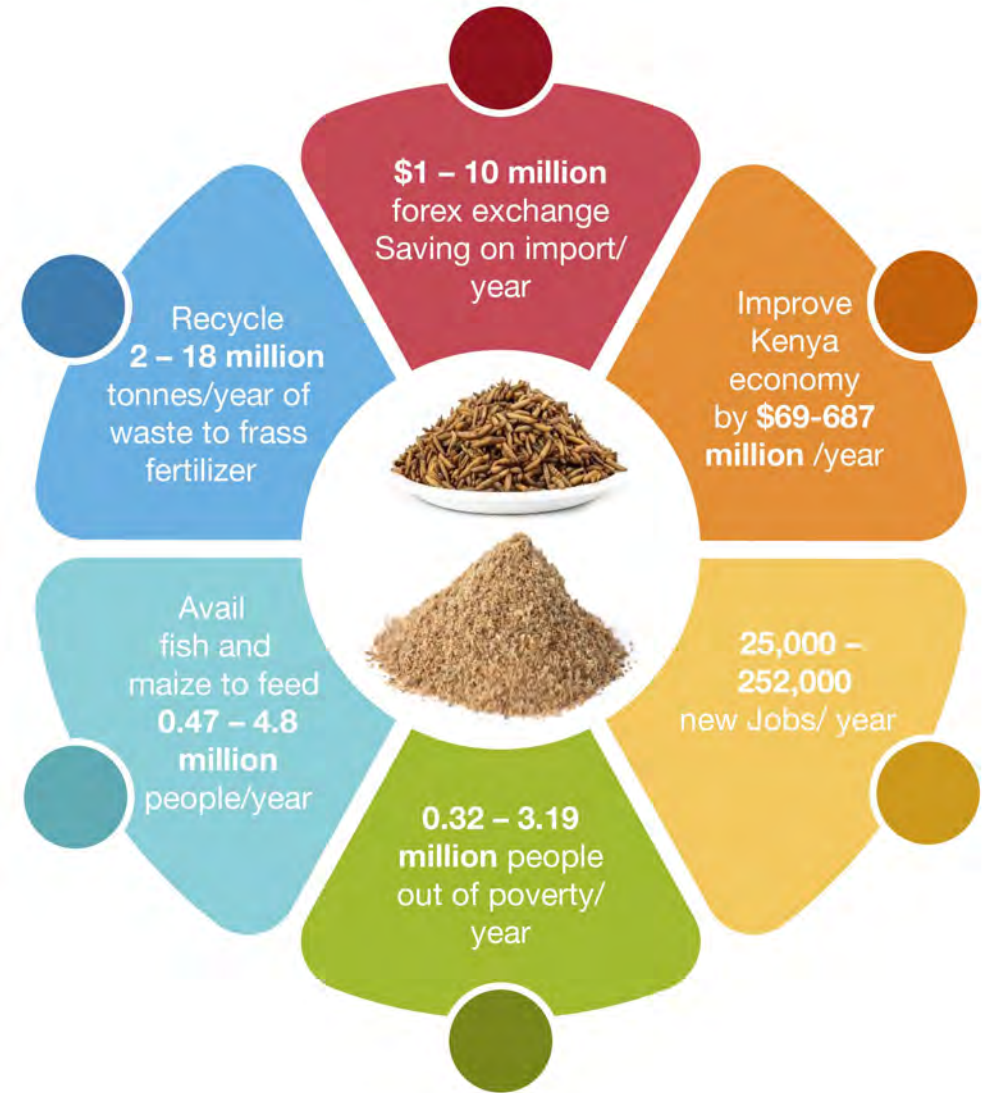 $1 – 10 million
forex exchange
Saving on import/
year
Improve
Kenya
economy
by $69-687
million /year
25,000 –
252,000
new Jobs/ year
0.32 – 3.19
million people
out of poverty/
year
Avail
fish and
maize to feed
0.47 – 4.8
million
people/year
Recycle
2 – 18 million
tonnes/year of
waste to frass
fertilizer